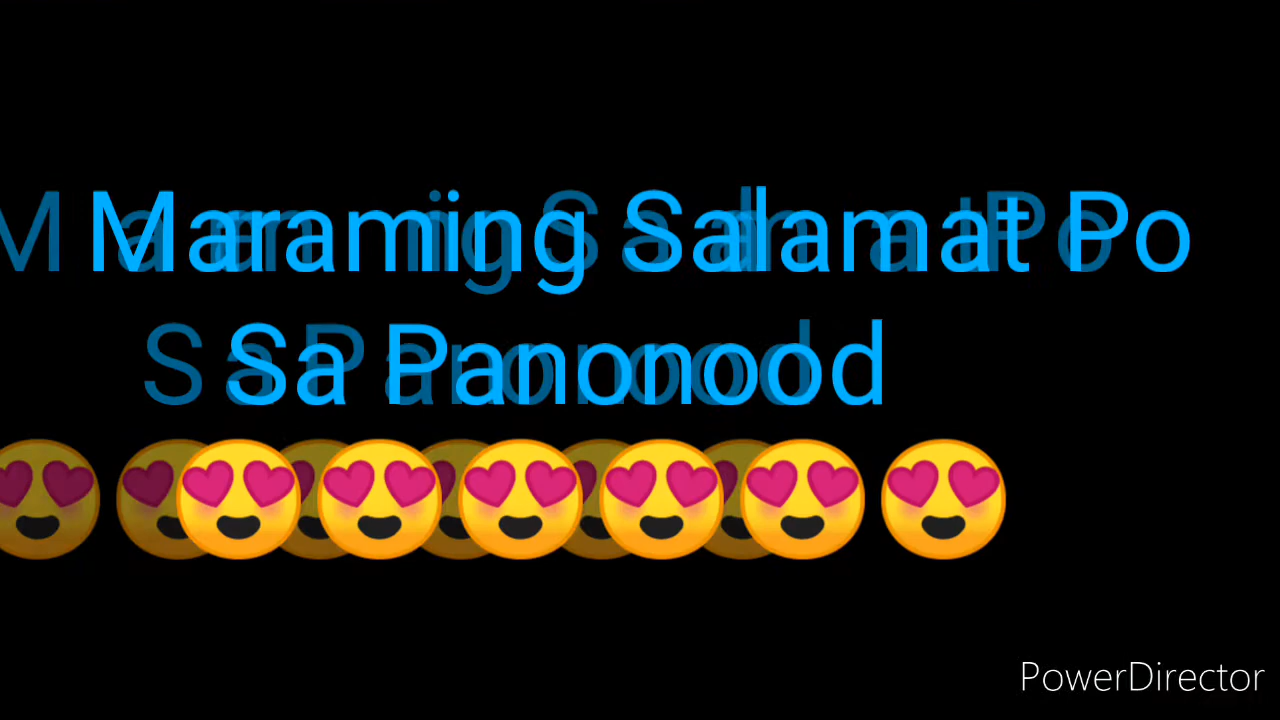 Maraming Salamat Po
Sa Panonood
😍😍😍😍😍😍
PowerDirector